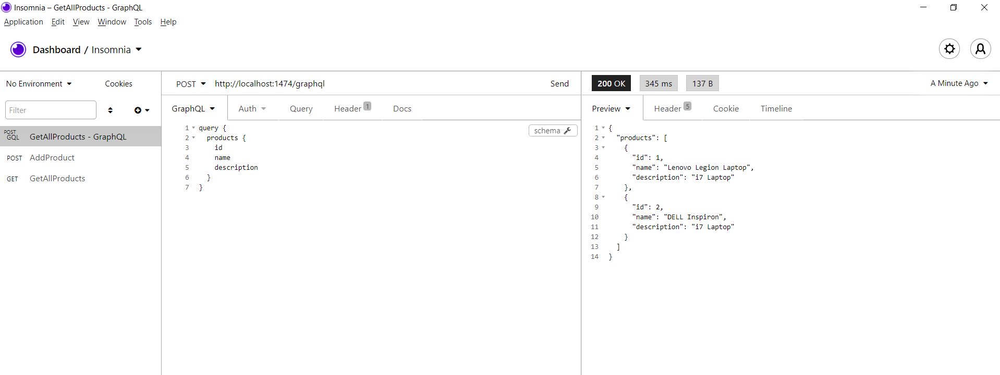 Insomnia – GetAllProducts - GraphQL
Application Edit View Window Tools Help
Dashboard / Insomnia
No Environment Cookies
Filter
POST GQL GetAllProducts - GraphQL
POST AddProduct
GET GetAllProducts
POST http://localhost:1474/graphql Send
GraphQL Auth Query Header 1 Docs
schema
1 query {
2 products {
3 id
4 name
5 description
6 }
7 }
200 OK 345 ms 137 B A Minute Ago
Preview Header 5 Cookie Timeline
1 {
2 "products": [
3 {
4 "id": 1,
5 "name": "Lenovo Legion Laptop",
6 "description": "i7 Laptop"
7 },
8 {
9 "id": 2,
10 "name": "DELL Inspiron",
11 "description": "i7 Laptop"
12 }
13 ]
14 }